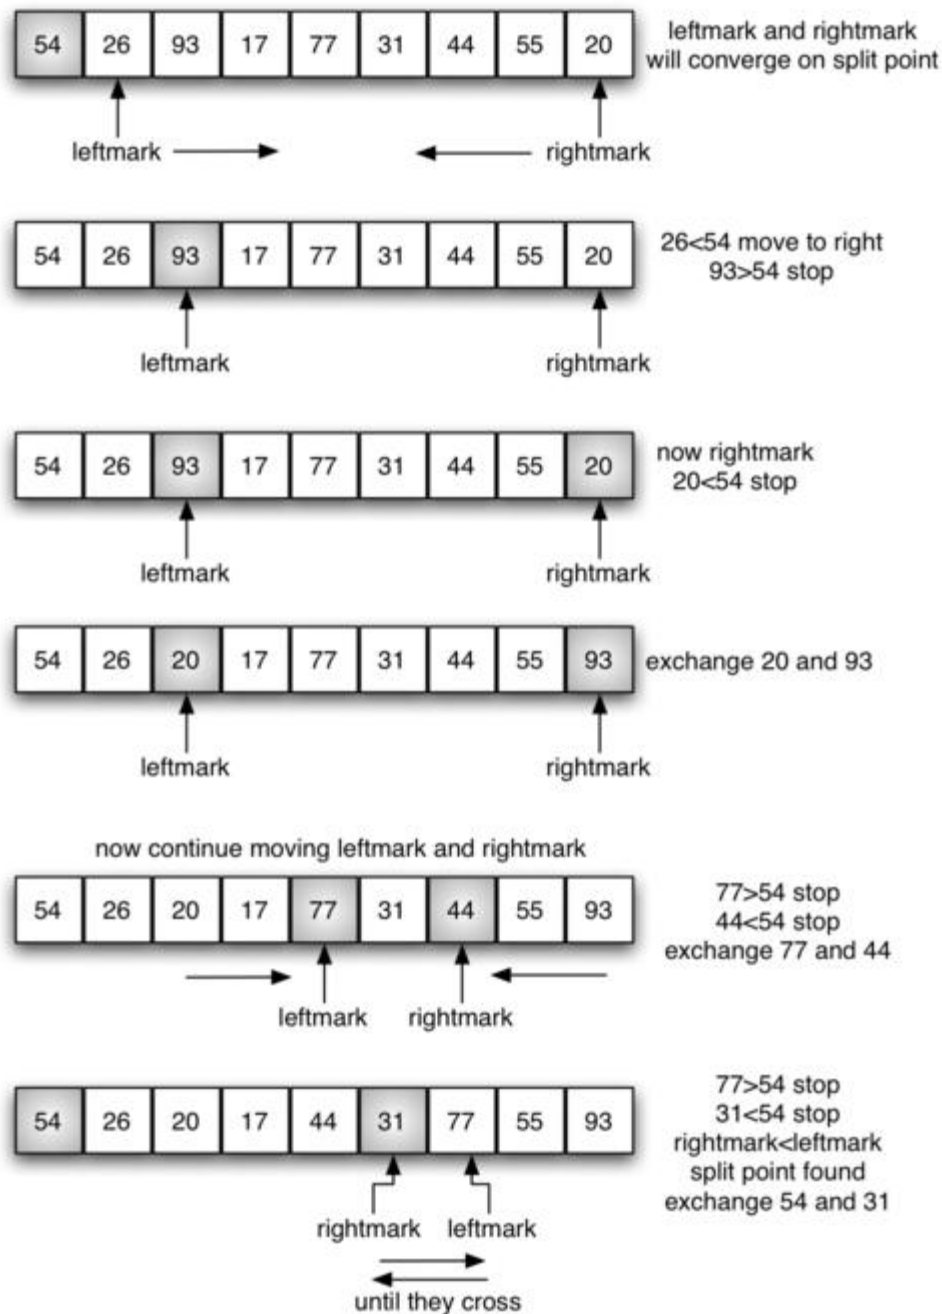 54 26 93 17 77 31 44 55 20
leftmark and rightmark
will converge on split point
leftmark rightmark
54 26 93 17 77 31 44 55 20
26<54 move to right
93>54 stop
leftmark rightmark
54 26 93 17 77 31 44 55 20
now rightmark
20<54 stop
leftmark rightmark
54 26 20 17 77 31 44 55 93
exchange 20 and 93
leftmark rightmark
now continue moving leftmark and rightmark
54 26 20 17 77 31 44 55 93
77>54 stop
44<54 stop
exchange 77 and 44
leftmark rightmark
54 26 20 17 44 31 77 55 93
77>54 stop
31<54 stop
rightmark<leftmark
split point found
exchange 54 and 31
rightmark leftmark
until they cross